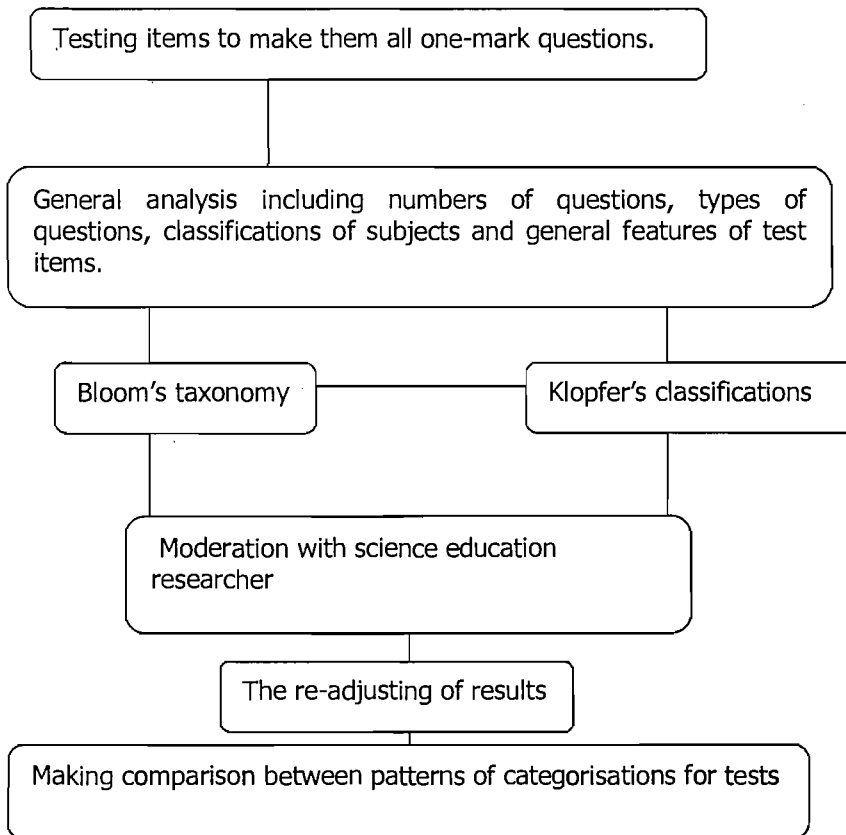 Testing items to make them all one-mark questions.
General analysis including numbers of questions, types of
questions, classifications of subjects and general features of test
items.
Bloom's taxonomy
Klopfer's classifications
Moderation with science education
researcher
The re-adjusting of results
Making comparison between patterns of categorisations for tests